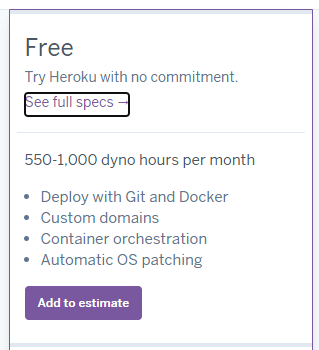 Free
Try Heroku with no commitment.
See full specs →
550-1,000 dyno hours per month
• Deploy with Git and Docker
• Custom domains
• Container orchestration
• Automatic OS patching
Add to estimate